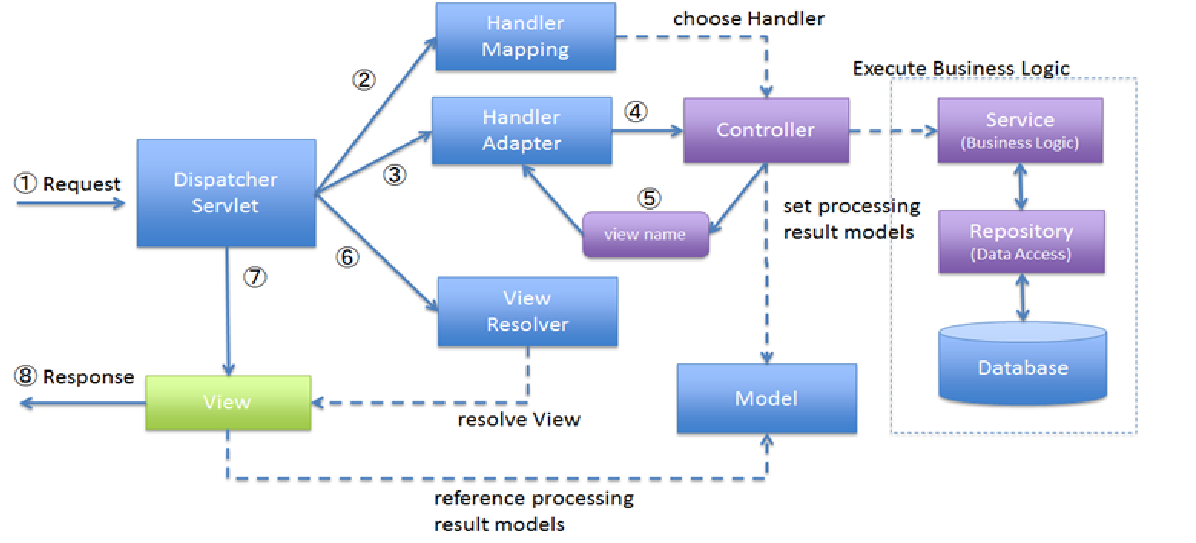 Handler
Mapping
choose Handler
②
Execute Business Logic
Handler
Adapter
④
Controller
Service
(Business Logic)
① Request
Dispatcher
Servlet
③
⑤
view name
set processing
result models
Repository
(Data Access)
⑥
⑦
View
Resolver
Database
⑧ Response
View
resolve View
Model
reference processing
result models